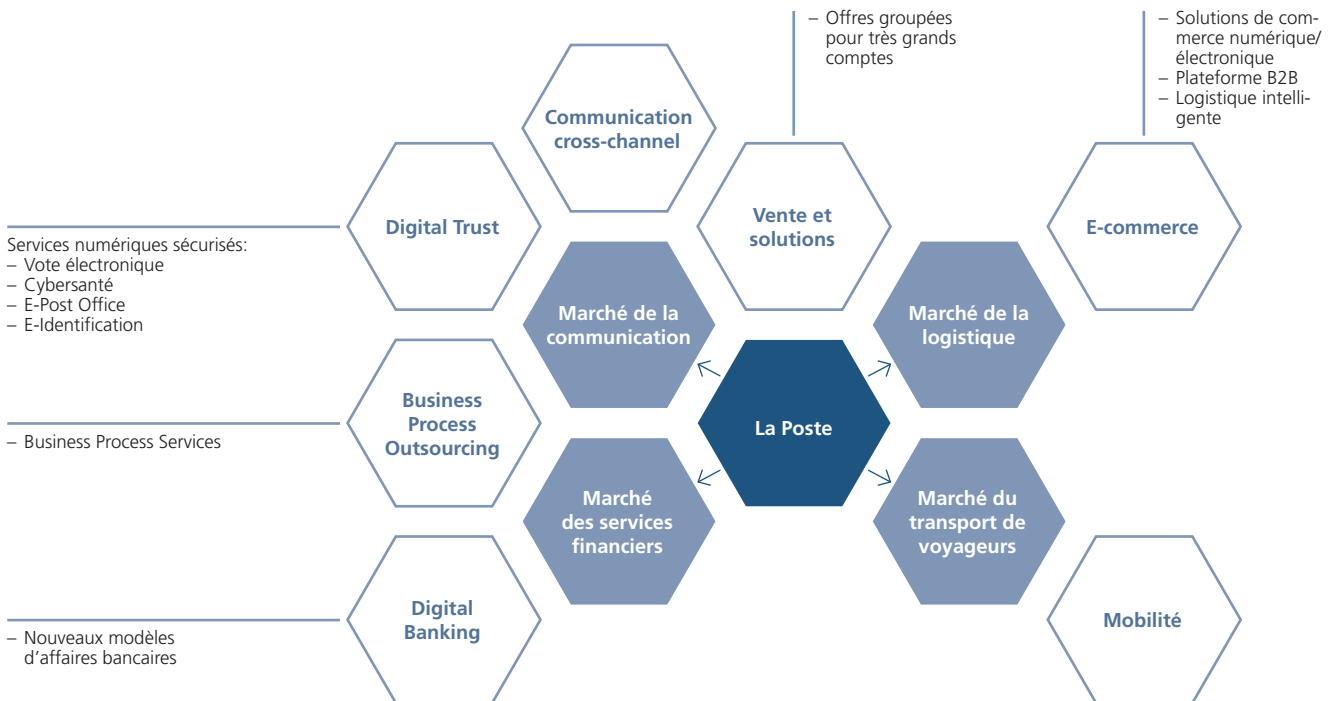 – Offres groupées
pour très grands
comptes
– Solutions de com-
merce numérique/
électronique
– Plateforme B2B
– Logistique intelli-
gente
Communication
cross-channel
Digital Trust
Vente et
solutions
E-commerce
Services numériques sécurisés:
– Vote électronique
– Cybersanté
– E-Post Office
– E-Identification
Marché de la
communication
Marché de la
logistique
Business
Process
Outsourcing
La Poste
– Business Process Services
Marché
des services
financiers
Marché du
transport de
voyageurs
Digital
Banking
Mobilité
– Nouveaux modèles
d’affaires bancaires